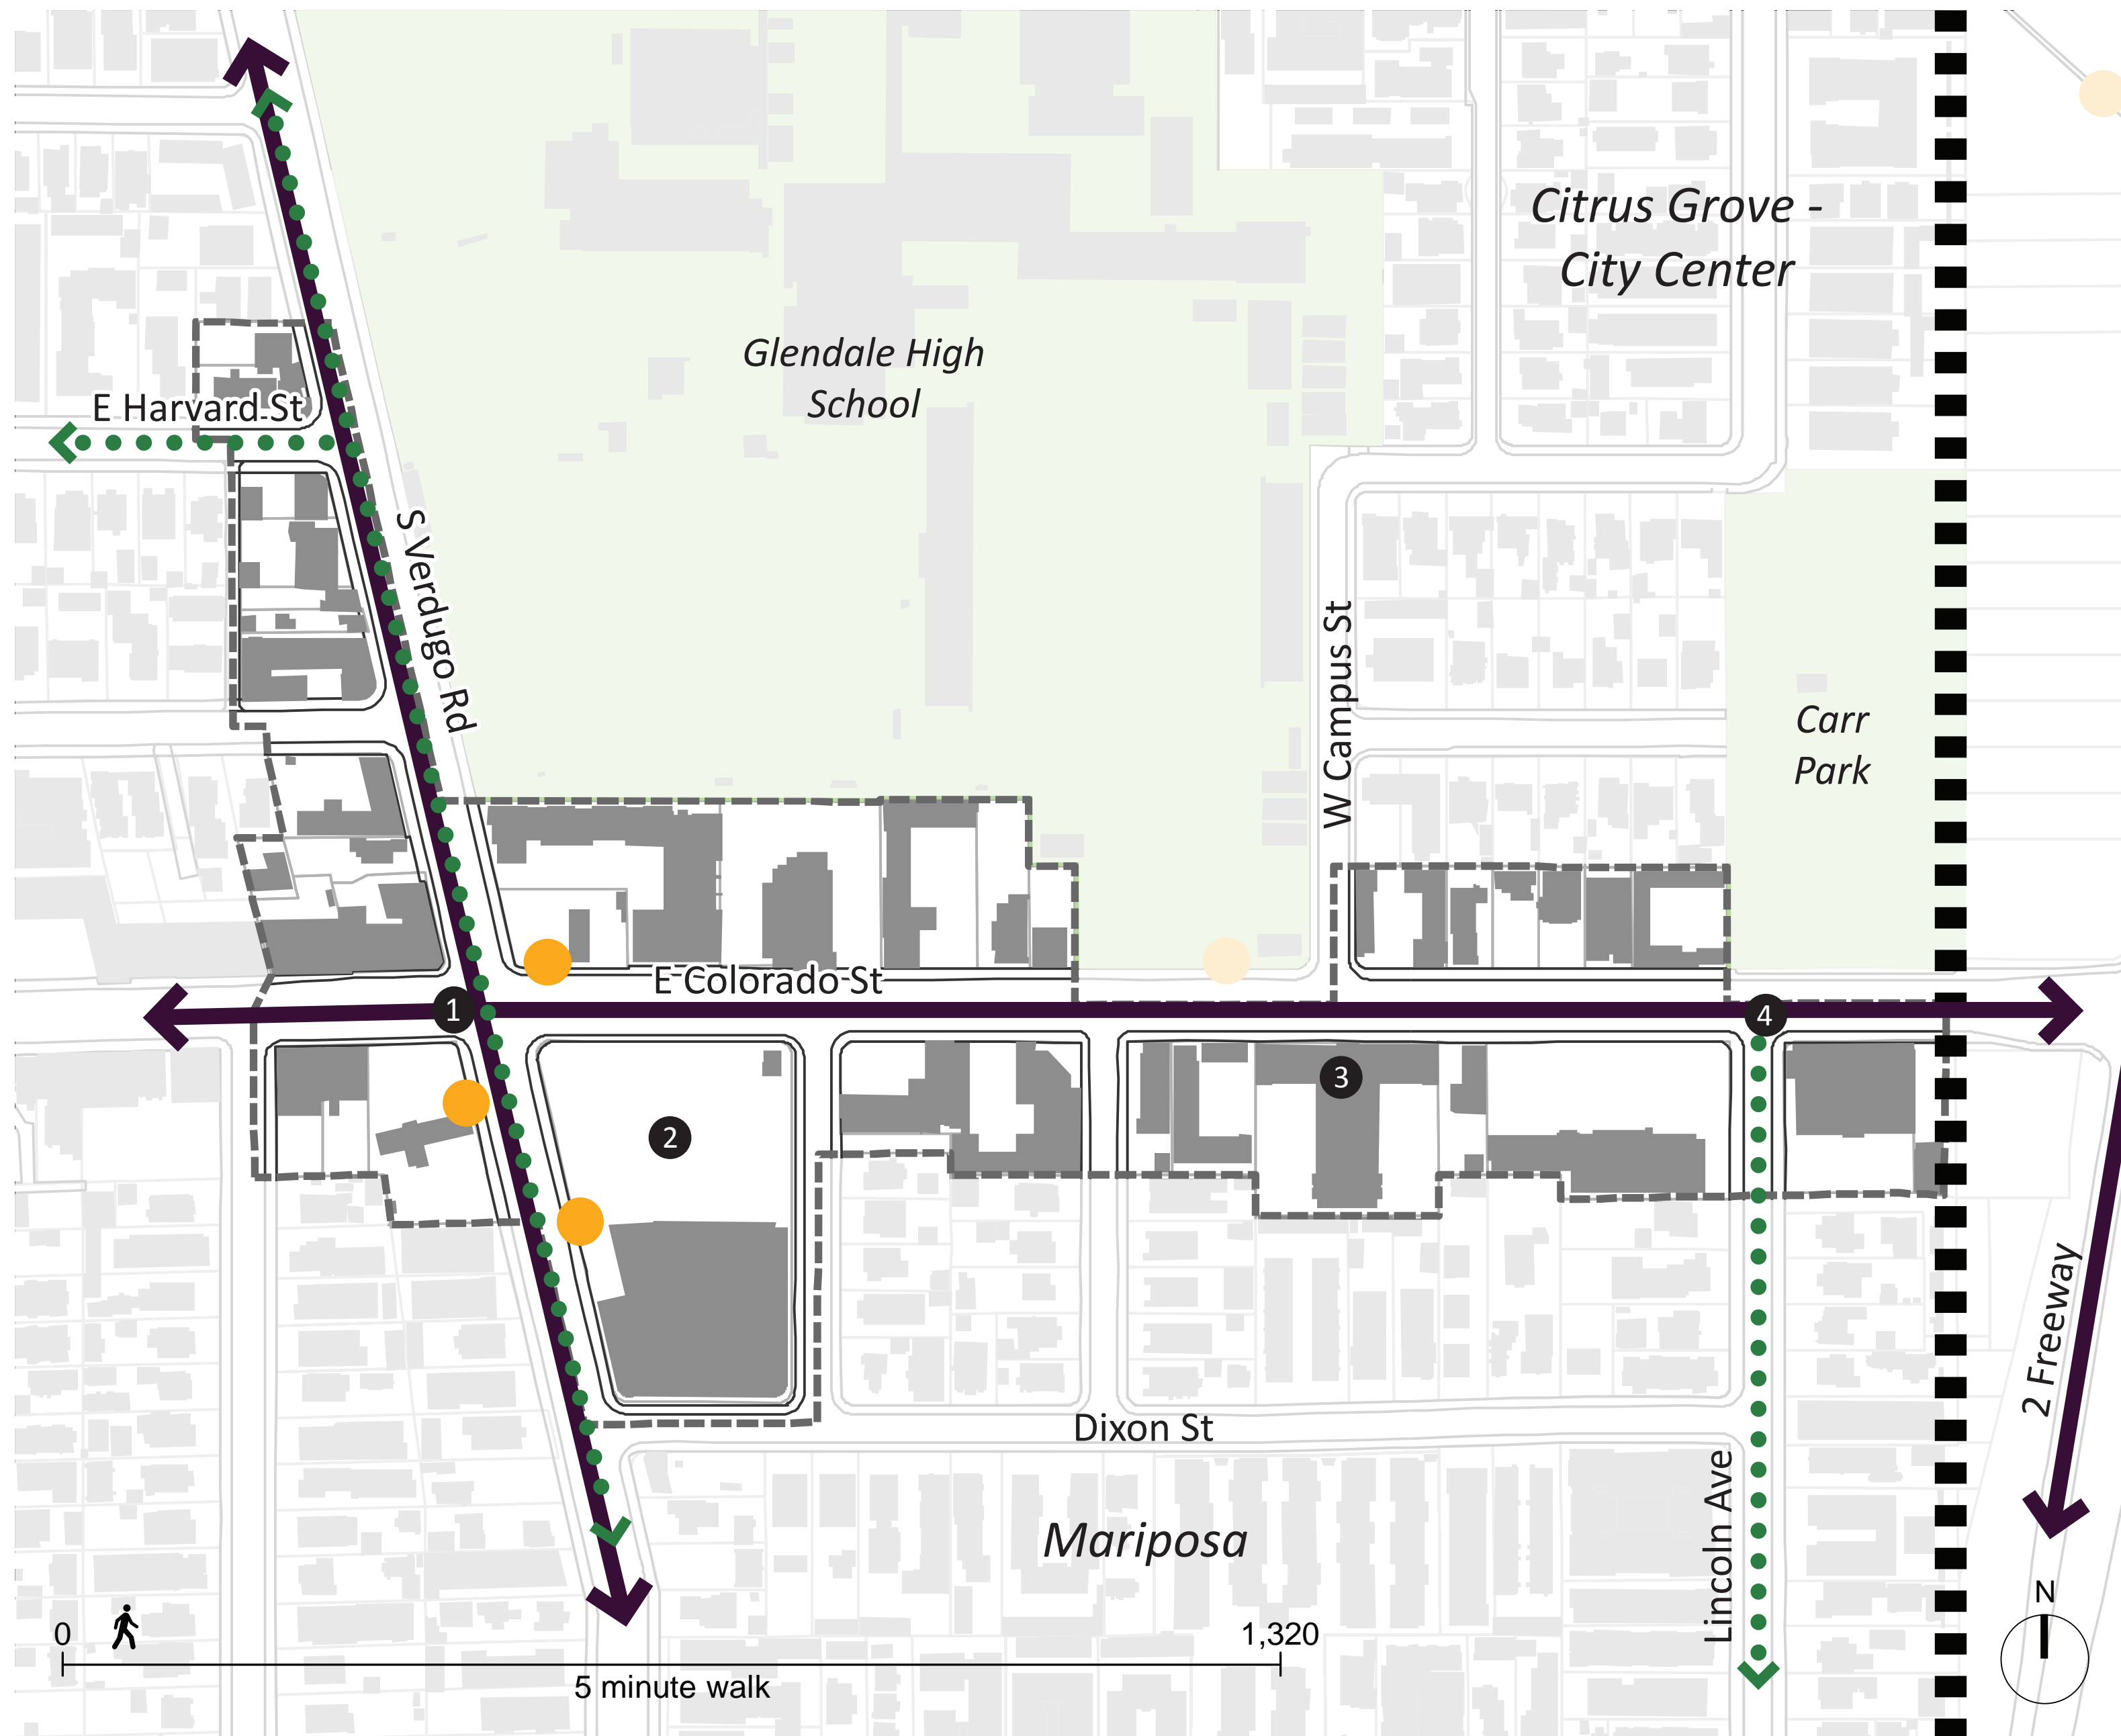 Citrus Grove -
City Center
Glendale High
School
E Harvard St
S Verdugo Rd
W Campus St
Carr
Park
E Colorado St
1
4
3
2
2 Freeway
Dixon St
Lincoln Ave
Mariposa
N
0
1,320
5 minute walk